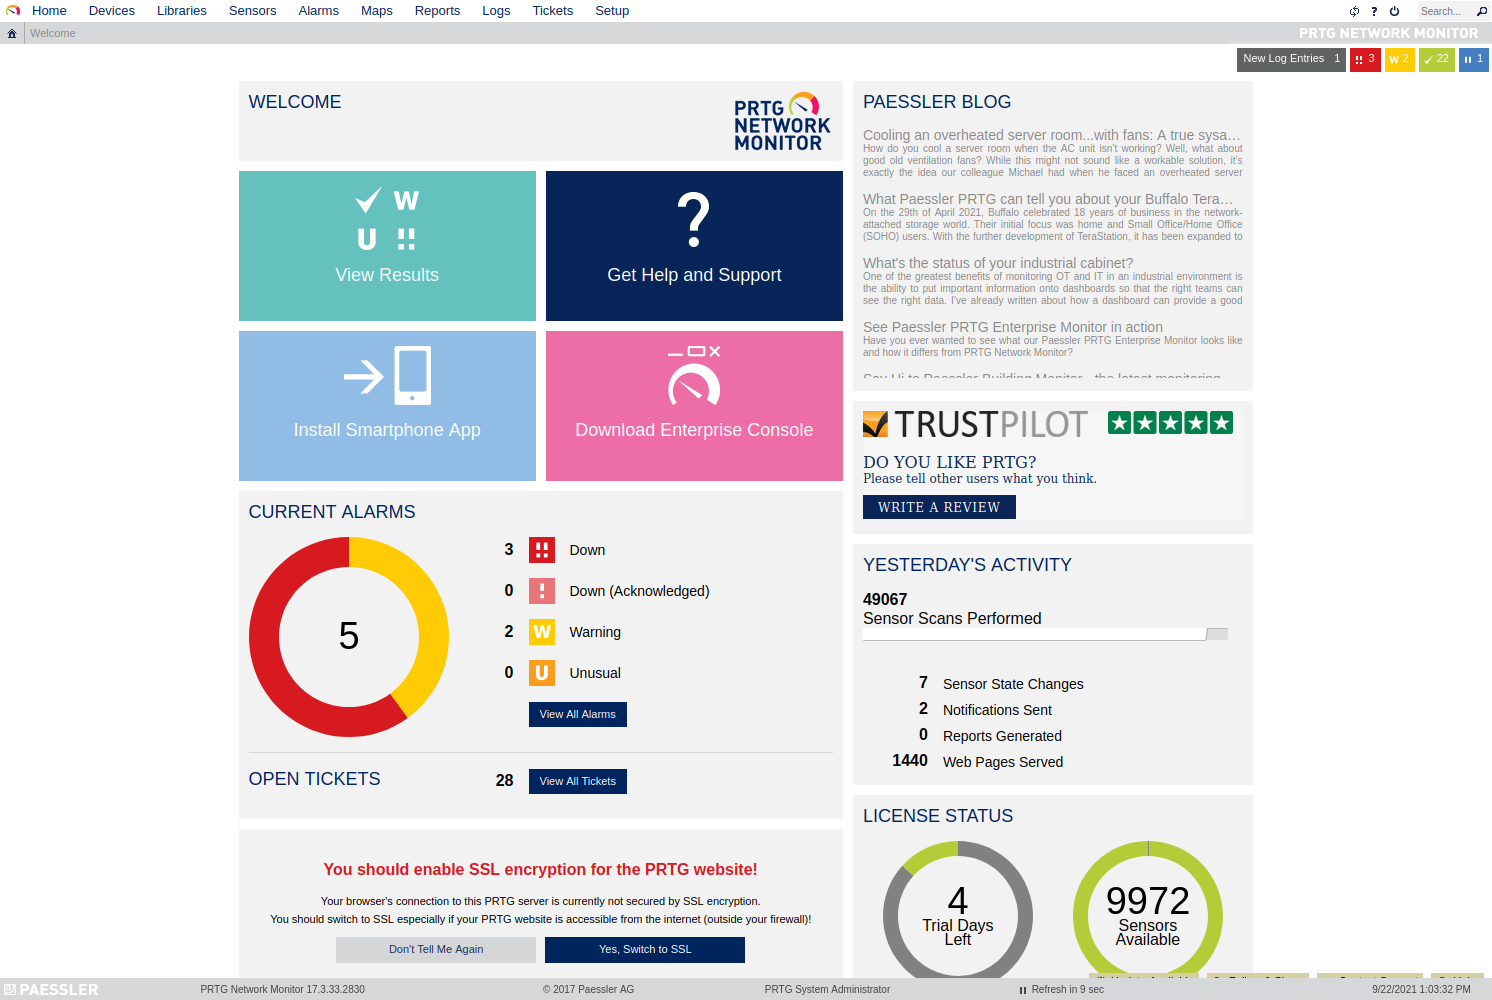 Home Devices Libraries Sensors Alarms Maps Reports Logs Tickets Setup ? Search...
Welcome PRTG NETWORK MONITOR
New Log Entries 1 !! 3 W 2 22 1
WELCOME
PRTG
NETWORK
MONITOR
W
U !!
View Results
?
Get Help and Support
Install Smartphone App
Download Enterprise Console
CURRENT ALARMS
5
3 !! Down
0 ! Down (Acknowledged)
2 W Warning
0 U Unusual
View All Alarms
OPEN TICKETS 28 View All Tickets
You should enable SSL encryption for the PRTG website!
Your browser's connection to this PRTG server is currently not secured by SSL encryption.
You should switch to SSL especially if your PRTG website is accessible from the internet (outside your firewall)!
Don't Tell Me Again Yes, Switch to SSL
PAESSLER BLOG
Cooling an overheated server room...with fans: A true sysa...
How do you cool a server room when the AC unit isn't working? Well, what about
good old ventilation fans? While this might not sound like a workable solution, it's
exactly the idea our colleague Michael had when he faced an overheated server
What Paessler PRTG can tell you about your Buffalo Tera...
On the 29th of April 2021, Buffalo celebrated 18 years of business in the network-
attached storage world. Their initial focus was home and Small Office/Home Office
(SOHO) users. With the further development of TeraStation, it has been expanded to
What's the status of your industrial cabinet?
One of the greatest benefits of monitoring OT and IT in an industrial environment is
the ability to put important information onto dashboards so that the right teams can
see the right data. I've already written about how a dashboard can provide a good
See Paessler PRTG Enterprise Monitor in action
Have you ever wanted to see what our Paessler PRTG Enterprise Monitor looks like
and how it differs from PRTG Network Monitor?
Say Hi to Paessler Building Monitor - the latest monitoring
TRUSTPILOT
DO YOU LIKE PRTG?
Please tell other users what you think.
WRITE A REVIEW
YESTERDAY'S ACTIVITY
49067
Sensor Scans Performed
7 Sensor State Changes
2 Notifications Sent
0 Reports Generated
1440 Web Pages Served
LICENSE STATUS
4
Trial Days
Left
9972
Sensors
Available
PAESSLER PRTG Network Monitor 17.3.33.2830 © 2017 Paessler AG PRTG System Administrator Refresh in 9 sec 9/22/2021 1:03:32 PM